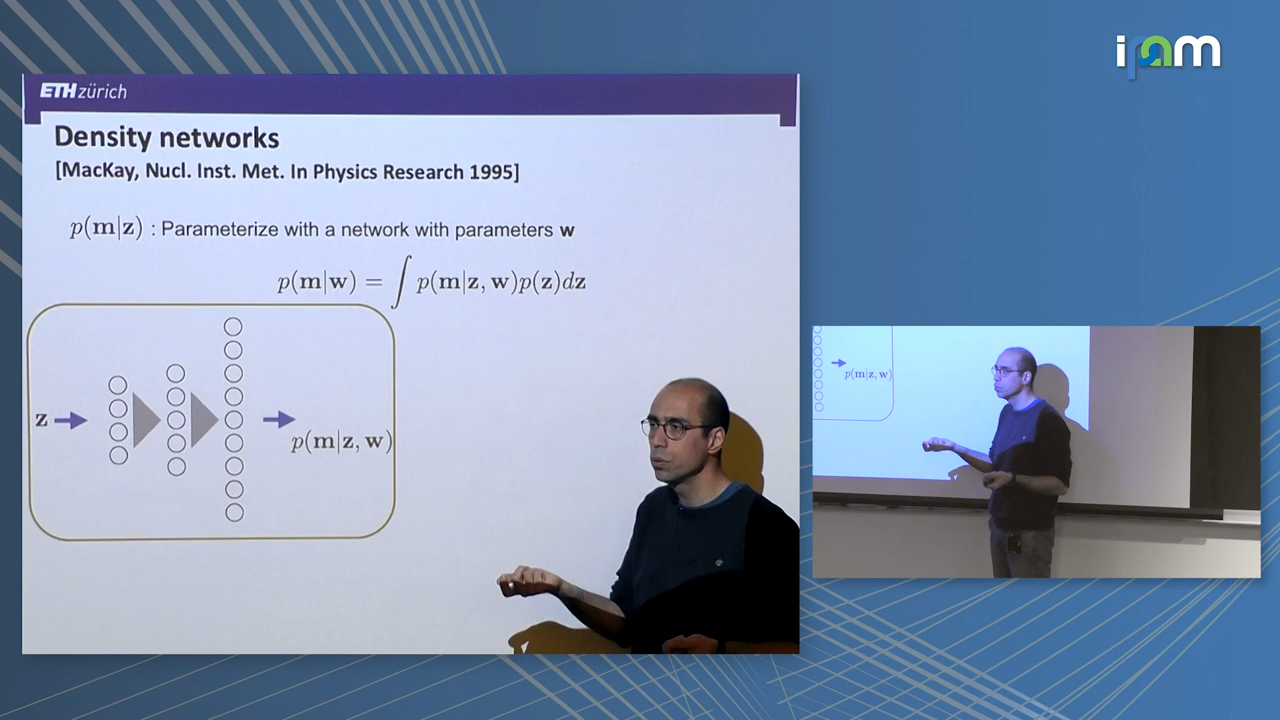 ipam
ETH zürich
Density networks
[MacKay, Nucl. Inst. Met. In Physics Research 1995]
p(m|z) : Parameterize with a network with parameters w
p(m|w) = ∫ p(m|z, w)p(z)dz
z
p(m|z, w)
p(m|z, w)